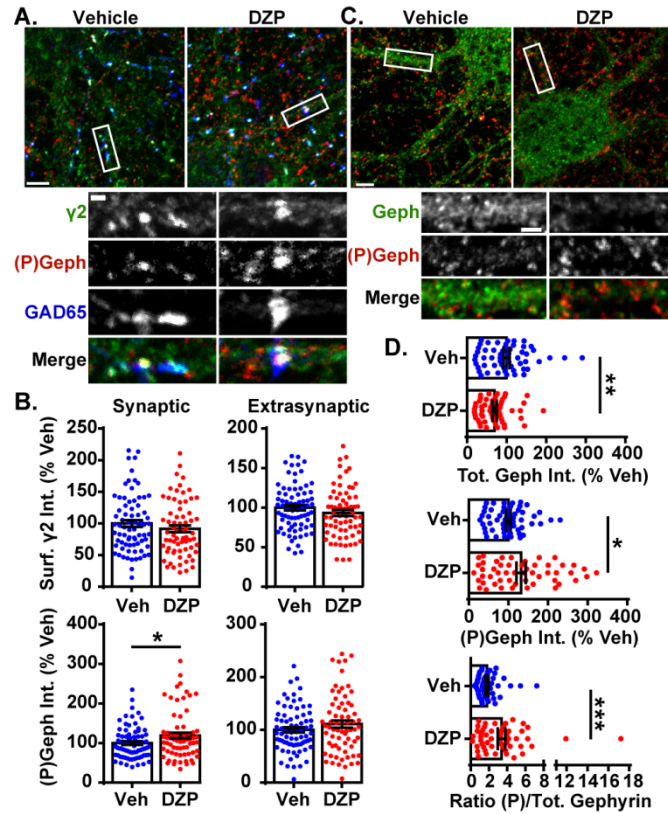 A.
Vehicle
DZP
γ2
(P)Geph
GAD65
Merge
B.
Synaptic
Extrasynaptic
Surf. γ2 Int. (% Veh)
250
200
150
100
50
0
Veh DZP
200
150
100
50
0
Veh DZP
(P)Geph Int. (% Veh)
400
300
200
100
0
*
Veh DZP
300
200
100
0
Veh DZP
C.
Vehicle
DZP
Geph
(P)Geph
Merge
D.
Veh
DZP
**
0 100 200 300 400
Tot. Geph Int. (% Veh)
Veh
DZP
*
0 100 200 300 400
(P)Geph Int. (% Veh)
Veh
DZP
***
0 2 4 6 8 12 14 16 18
Ratio (P)/Tot. Gephyrin